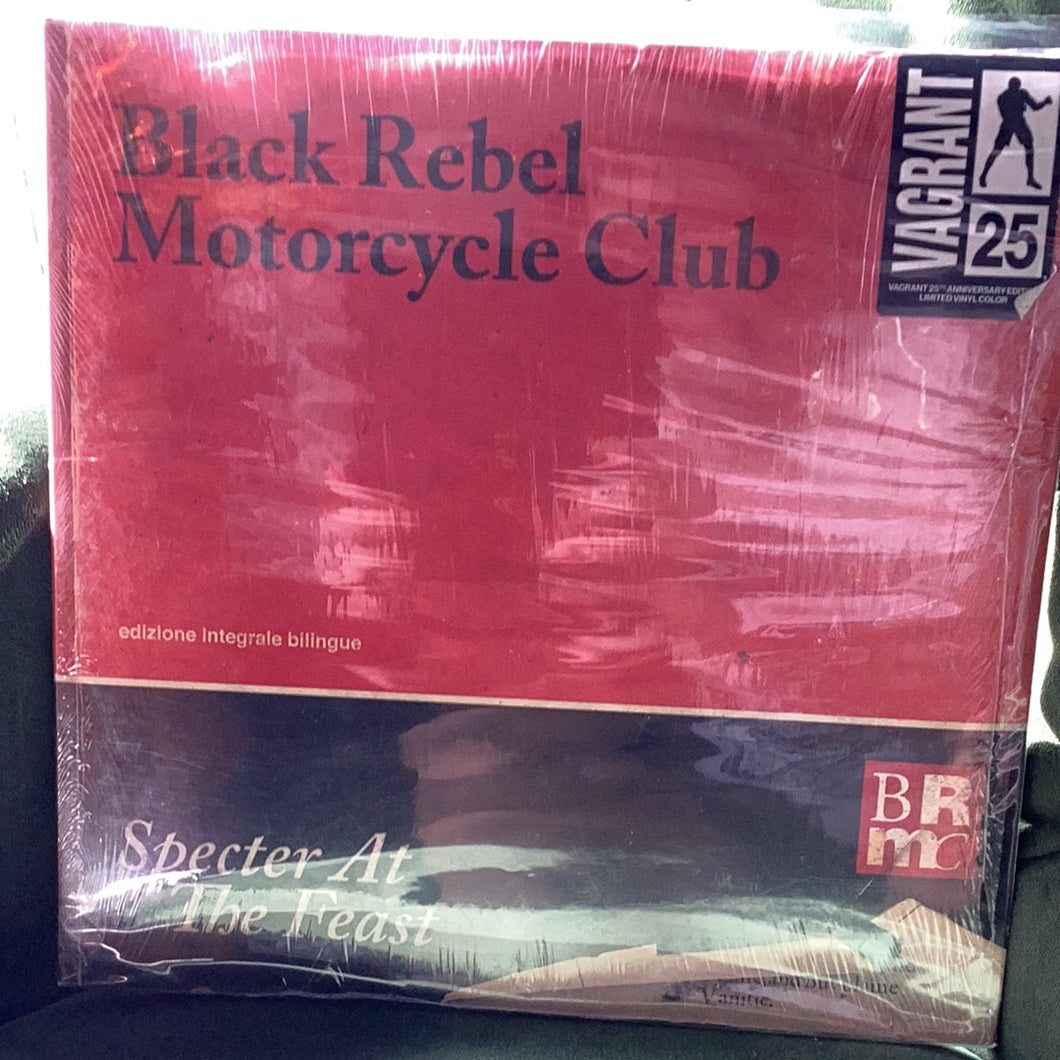 Black Rebel
Motorcycle Club
VAGRANT
25
VAGRANT 25TH ANNIVERSARY
LIMITED VINYL COLOR
edizione integrale bilingue
Specter At
The Feast
BR
mc
Vanitie.